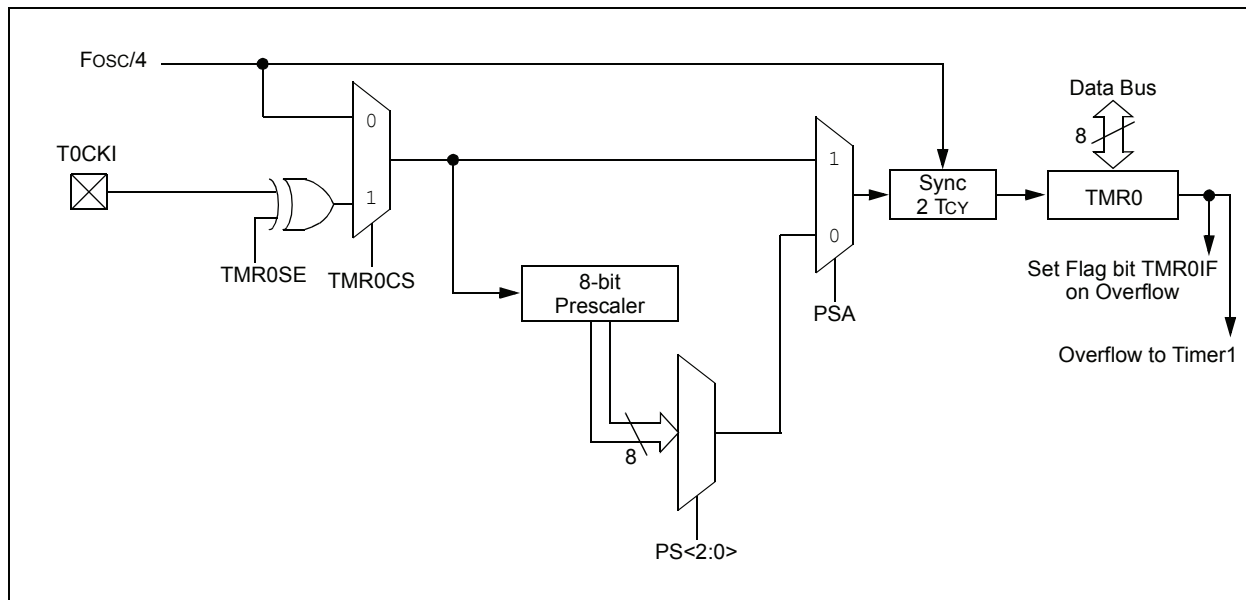 FOSC/4
Data Bus
8
T0CKI
0
1
1
0
Sync
2 TCY
TMR0
TMR0SE
TMR0CS
8-bit
Prescaler
PSA
Set Flag bit TMR0IF
on Overflow
Overflow to Timer1
8
PS<2:0>